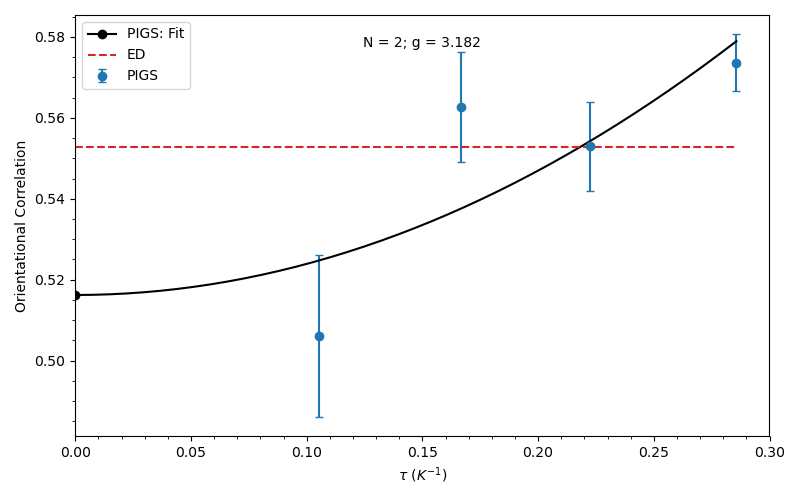 PIGS: Fit
ED
PIGS
N = 2; g = 3.182
Orientational Correlation
0.58
0.56
0.54
0.52
0.50
0.00
0.05
0.10
0.15
0.20
0.25
0.30
τ (K⁻¹)